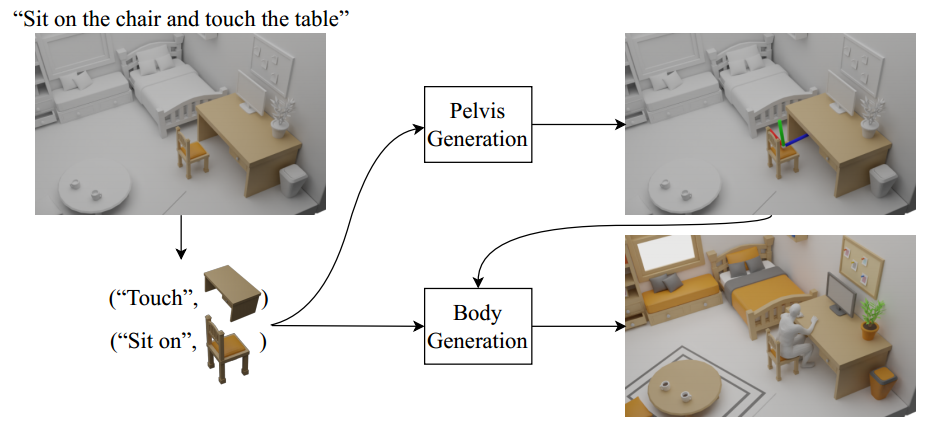 “Sit on the chair and touch the table”
Pelvis
Generation
(“Touch”, )
(“Sit on”, )
Body
Generation